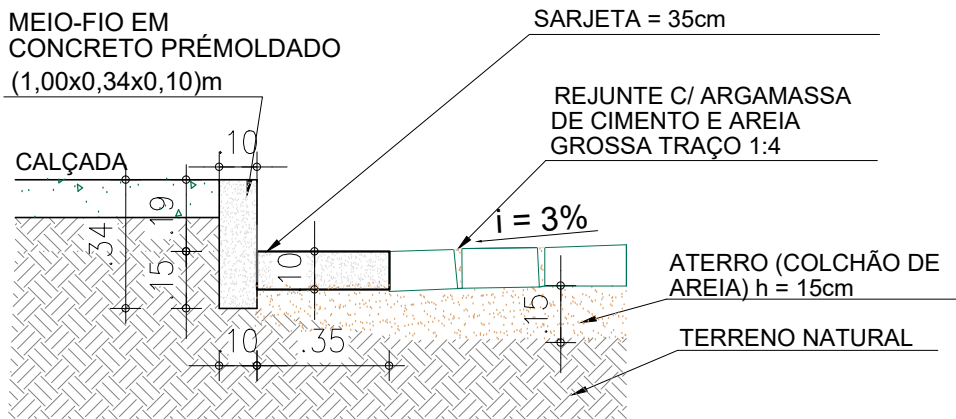 MEIO-FIO EM
CONCRETO PRÉMOLDADO
(1,00x0,34x0,10)m
SARJETA = 35cm
REJUNTE C/ ARGAMASSA
DE CIMENTO E AREIA
GROSSA TRAÇO 1:4
.10
CALÇADA
i = 3%
.19
.34
.15
.10
ATERRO (COLCHÃO DE
AREIA) h = 15cm
.15
TERRENO NATURAL
.10
.35